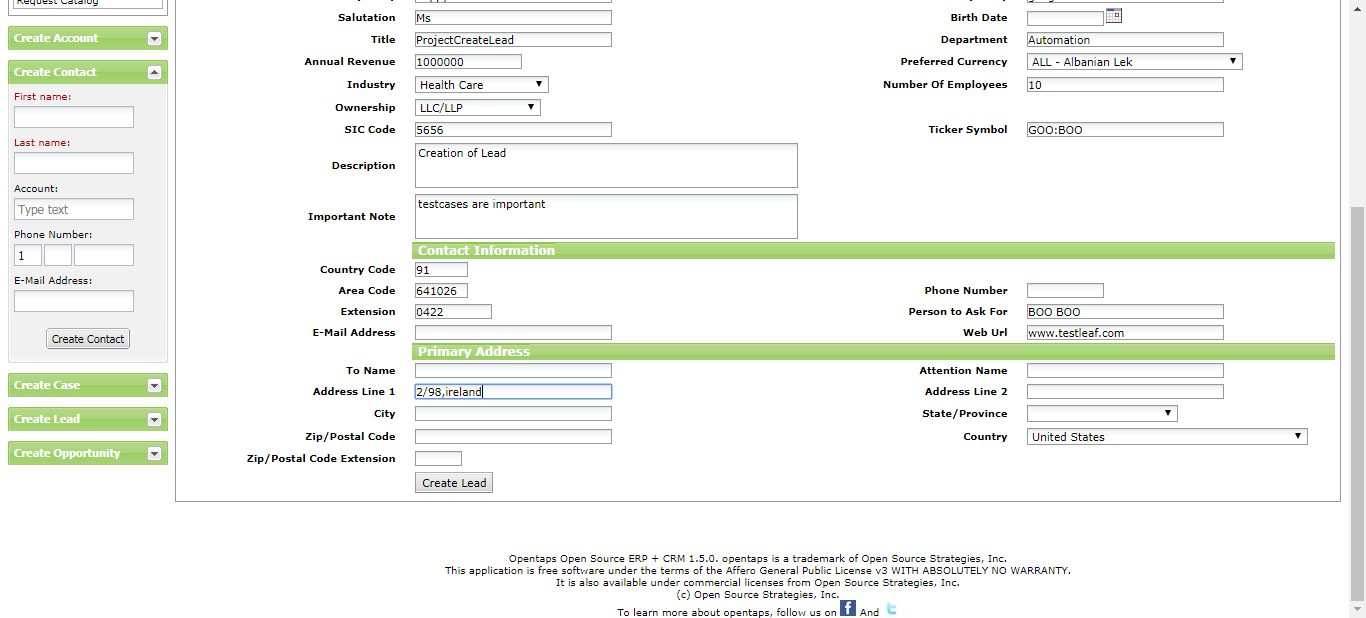 Request Catalog
Create Account
Create Contact
First name:
Last name:
Account:
Type text
Phone Number:
1
E-Mail Address:
Create Contact
Create Case
Create Lead
Create Opportunity
Salutation Ms Birth Date
Title ProjectCreateLead Department Automation
Annual Revenue 1000000 Preferred Currency ALL - Albanian Lek
Industry Health Care Number Of Employees 10
Ownership LLC/LLP
SIC Code 5656 Ticker Symbol GOO:BOO
Description Creation of Lead
Important Note testcases are important
Contact Information
Country Code 91
Area Code 641026 Phone Number
Extension 0422 Person to Ask For BOO BOO
E-Mail Address Web Url www.testleaf.com
Primary Address
To Name Attention Name
Address Line 1 2/98,ireland Address Line 2
City State/Province
Zip/Postal Code Country United States
Zip/Postal Code Extension
Create Lead
Opentaps Open Source ERP + CRM 1.5.0. opentaps is a trademark of Open Source Strategies, Inc.
This application is free software under the terms of the Affero General Public License v3 WITH ABSOLUTELY NO WARRANTY.
It is also available under commercial licenses from Open Source Strategies, Inc.
(c) Open Source Strategies, Inc.
To learn more about opentaps, follow us on f And t